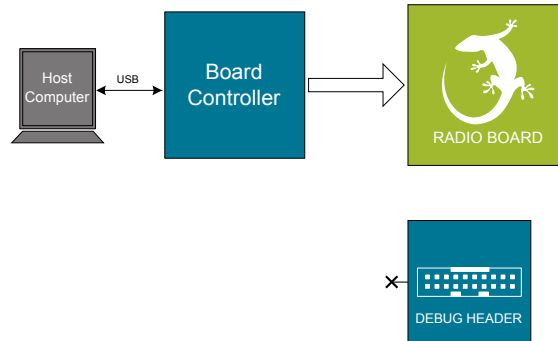 Host
Computer
USB
Board
Controller
RADIO BOARD
DEBUG HEADER